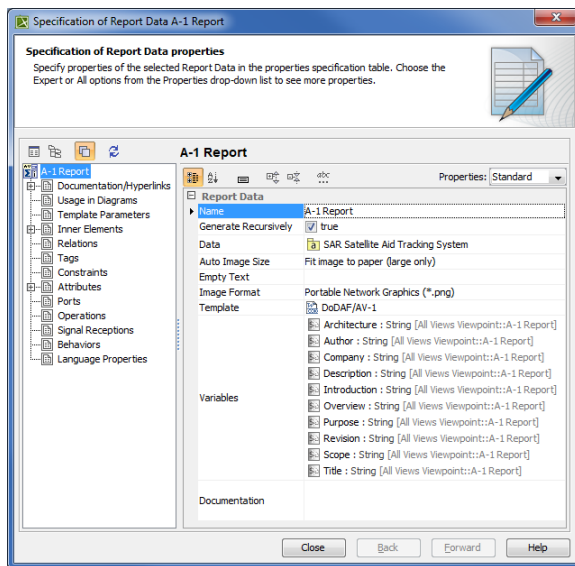 Specification of Report Data A-1 Report
Specification of Report Data properties
Specify properties of the selected Report Data in the properties specification table. Choose the
Expert or All options from the Properties drop-down list to see more properties.
A-1 Report
Properties: Standard
A-1 Report
Documentation/Hyperlinks
Usage in Diagrams
Template Parameters
Inner Elements
Relations
Tags
Constraints
Attributes
Ports
Operations
Signal Receptions
Behaviors
Language Properties
Report Data
Name A-1 Report
Generate Recursively true
Data SAR Satellite Aid Tracking System
Auto Image Size Fit image to paper (large only)
Empty Text
Image Format Portable Network Graphics (*.png)
Template DoDAF/AV-1
Variables
Architecture : String [All Views Viewpoint::A-1 Report]
Author : String [All Views Viewpoint::A-1 Report]
Company : String [All Views Viewpoint::A-1 Report]
Description : String [All Views Viewpoint::A-1 Report]
Introduction : String [All Views Viewpoint::A-1 Report]
Overview : String [All Views Viewpoint::A-1 Report]
Purpose : String [All Views Viewpoint::A-1 Report]
Revision : String [All Views Viewpoint::A-1 Report]
Scope : String [All Views Viewpoint::A-1 Report]
Title : String [All Views Viewpoint::A-1 Report]
Documentation
Close Back Forward Help